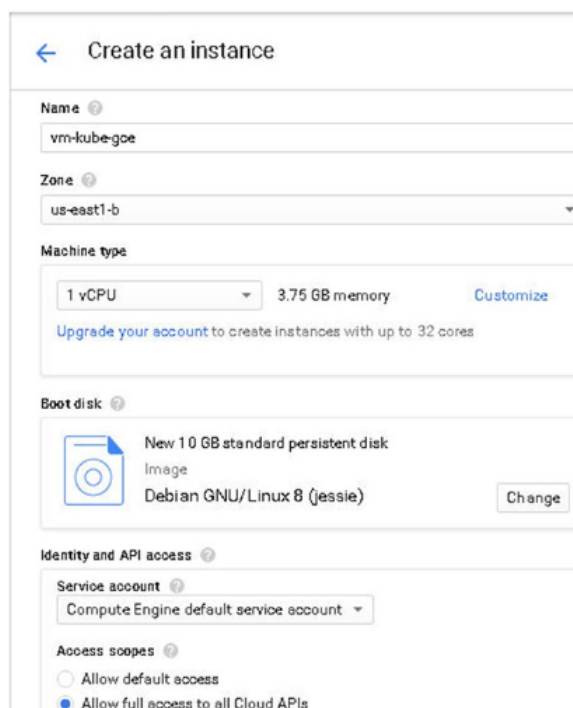 Create an instance
Name
vm-kube-gce
Zone
us-east1-b
Machine type
1 vCPU 3.75 GB memory Customize
Upgrade your account to create instances with up to 32 cores
Boot disk
New 10 GB standard persistent disk
Image
Debian GNU/Linux 8 (jessie)
Change
Identity and API access
Service account
Compute Engine default service account
Access scopes
Allow default access
Allow full access to all Cloud APIs